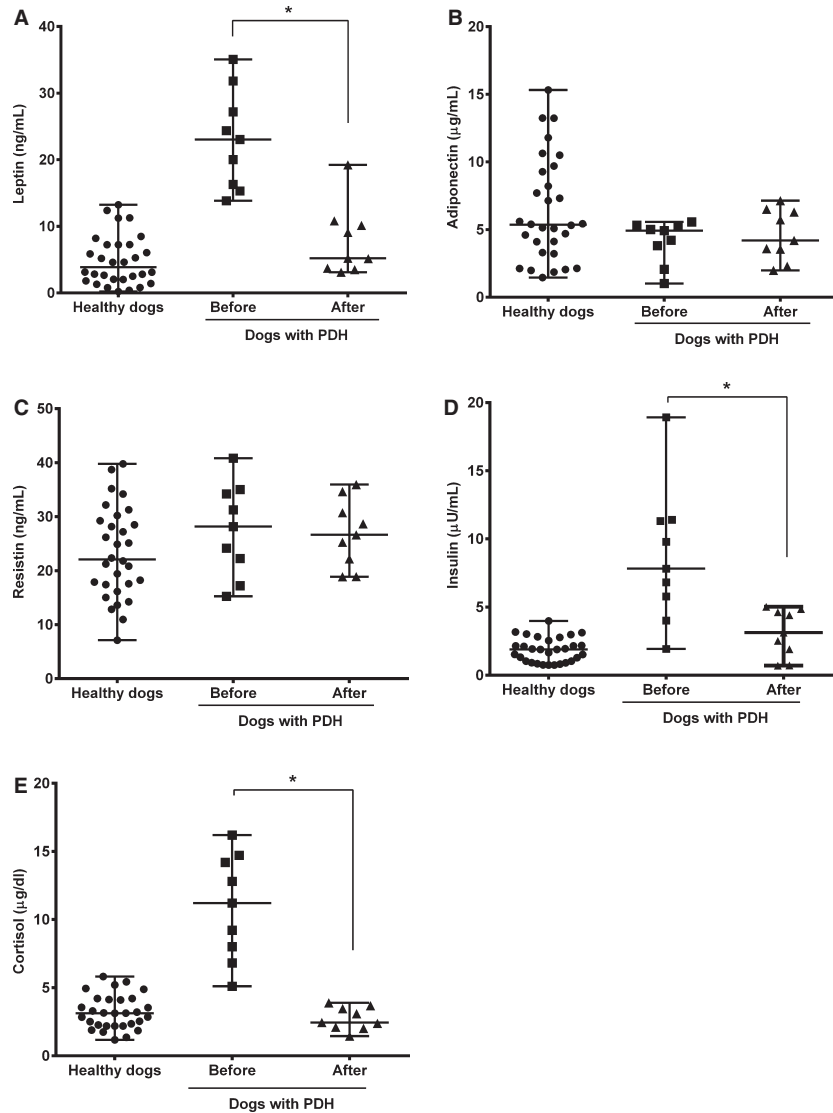 A
Leptin (ng/mL)
40
30
20
10
0
*
Healthy dogs
Before
After
Dogs with PDH
B
Adiponectin (μg/mL)
20
15
10
5
0
Healthy dogs
Before
After
Dogs with PDH
C
Resistin (ng/mL)
50
40
30
20
10
0
Healthy dogs
Before
After
Dogs with PDH
D
Insulin (μU/mL)
20
15
10
5
0
*
Healthy dogs
Before
After
Dogs with PDH
E
Cortisol (μg/dl)
20
15
10
5
0
*
Healthy dogs
Before
After
Dogs with PDH